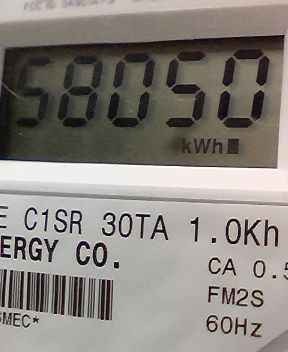 58050
kWh
E C1SR 30TA 1.0Kh
ERGY CO.
CA 0.5
FM2S
60Hz
SMEC*